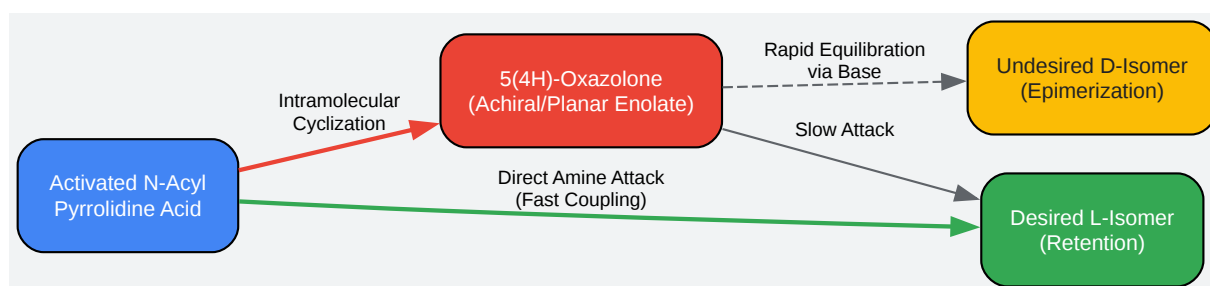 Activated N-Acyl
Pyrrolidine Acid
Intramolecular
Cyclization
5(4H)-Oxazolone
(Achiral/Planar Enolate)
Rapid Equilibration
via Base
Undesired D-Isomer
(Epimerization)
Slow Attack
Direct Amine Attack
(Fast Coupling)
Desired L-Isomer
(Retention)